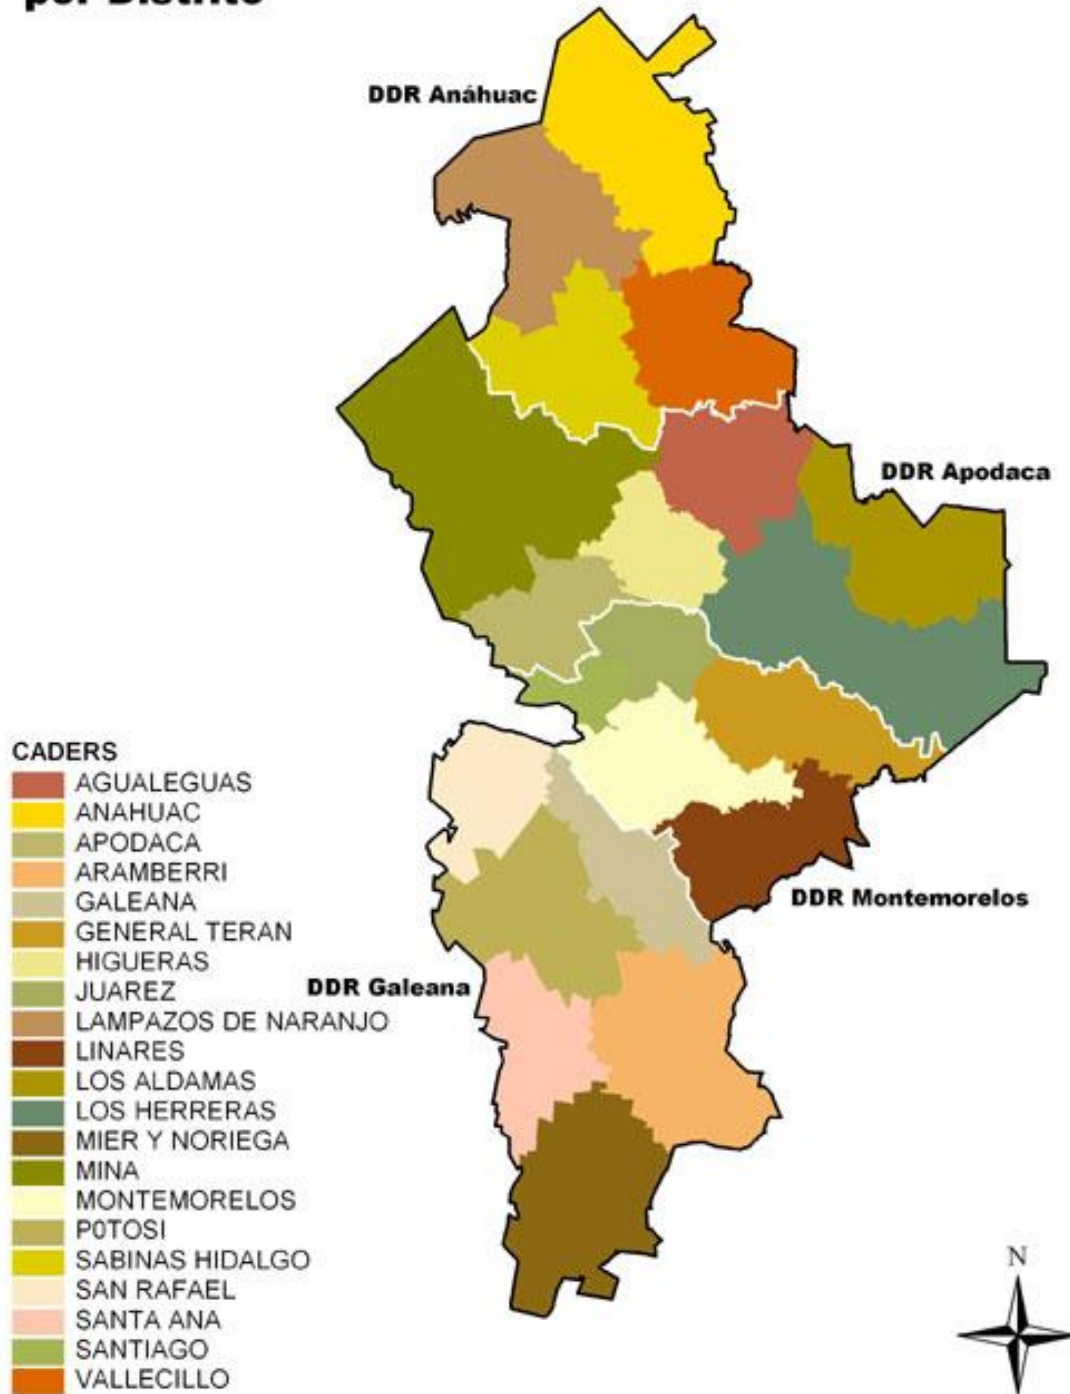 por Distrito
DDR Anáhuac
DDR Apodaca
DDR Montemorelos
DDR Galeana
CADERS
AGUALEGUAS
ANAHUAC
APODACA
ARAMBERRI
GALEANA
GENERAL TERAN
HIGUERAS
JUAREZ
LAMPAZOS DE NARANJO
LINARES
LOS ALDAMAS
LOS HERRERAS
MIER Y NORIEGA
MINA
MONTEMORELOS
P0TOSI
SABINAS HIDALGO
SAN RAFAEL
SANTA ANA
SANTIAGO
VALLECILLO
N